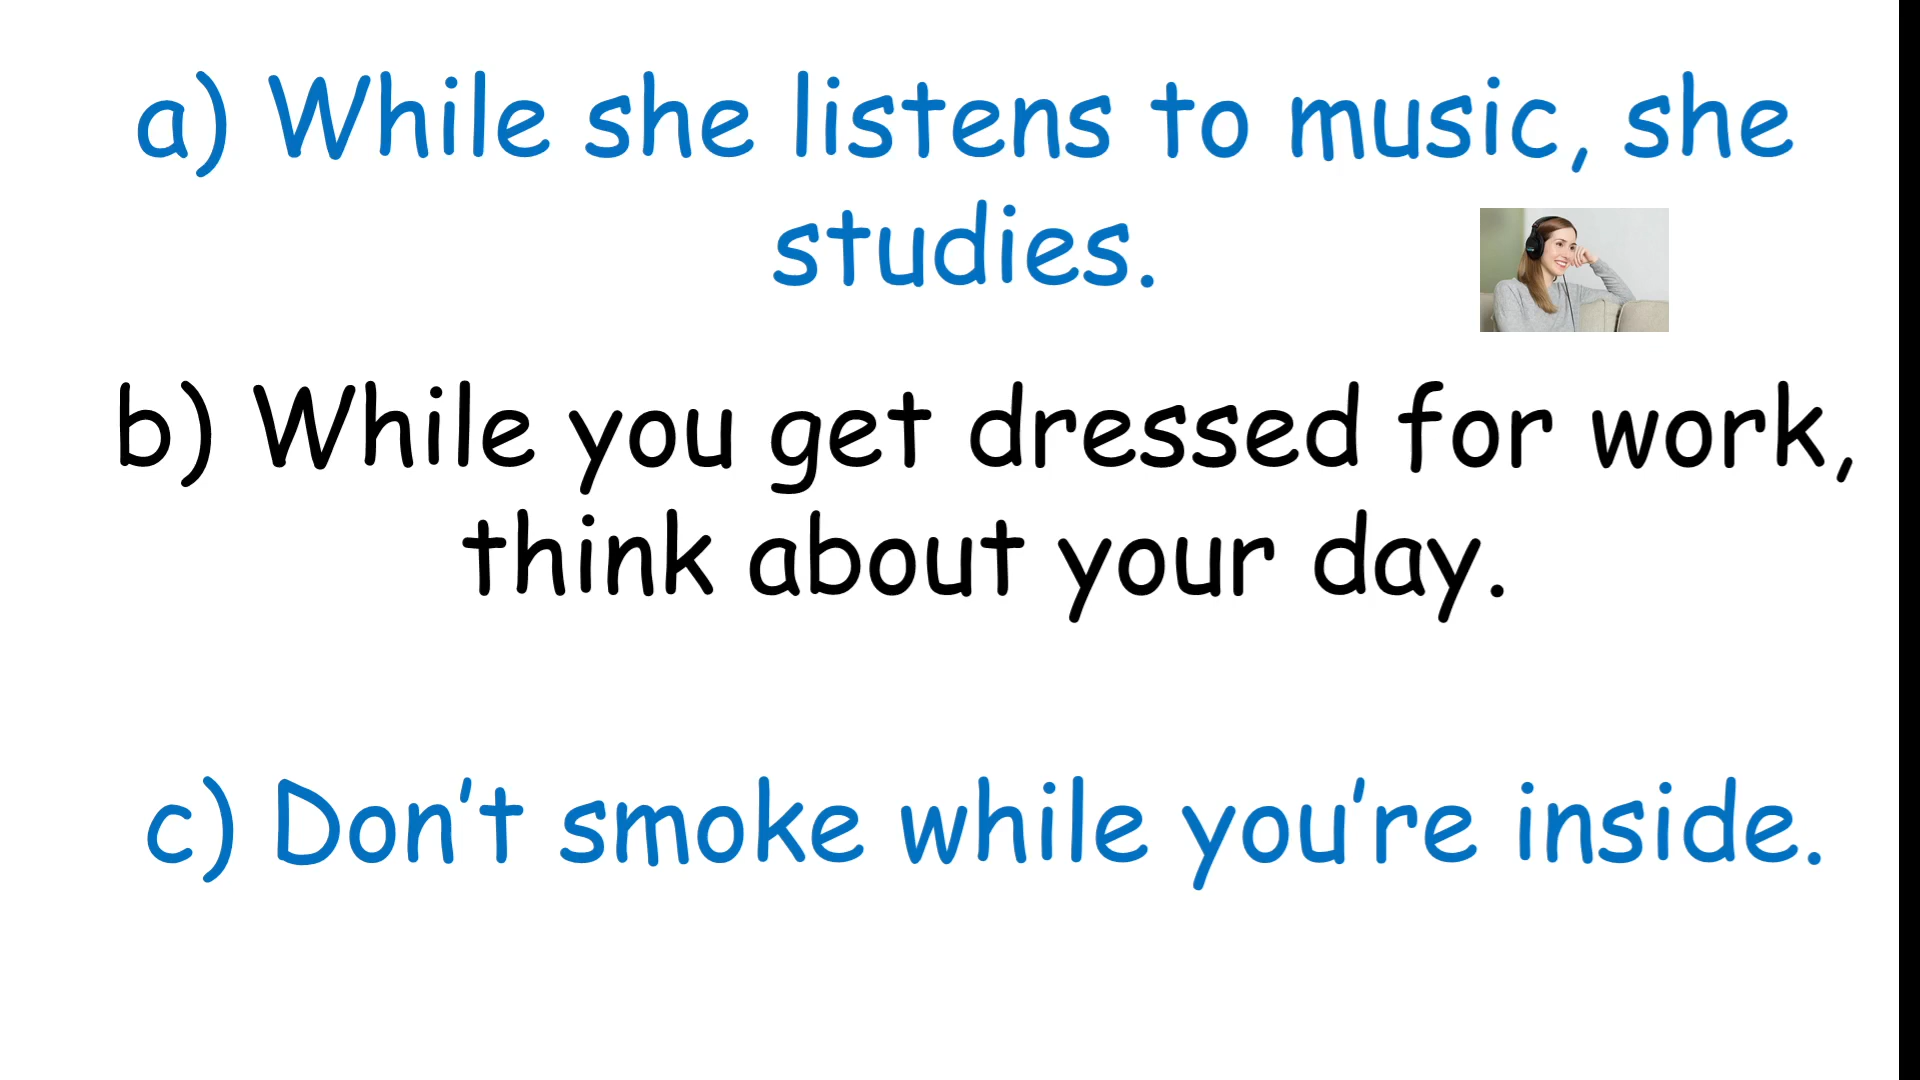 a) While she listens to music, she
studies.
b) While you get dressed for work,
think about your day.
c) Don’t smoke while you’re inside.